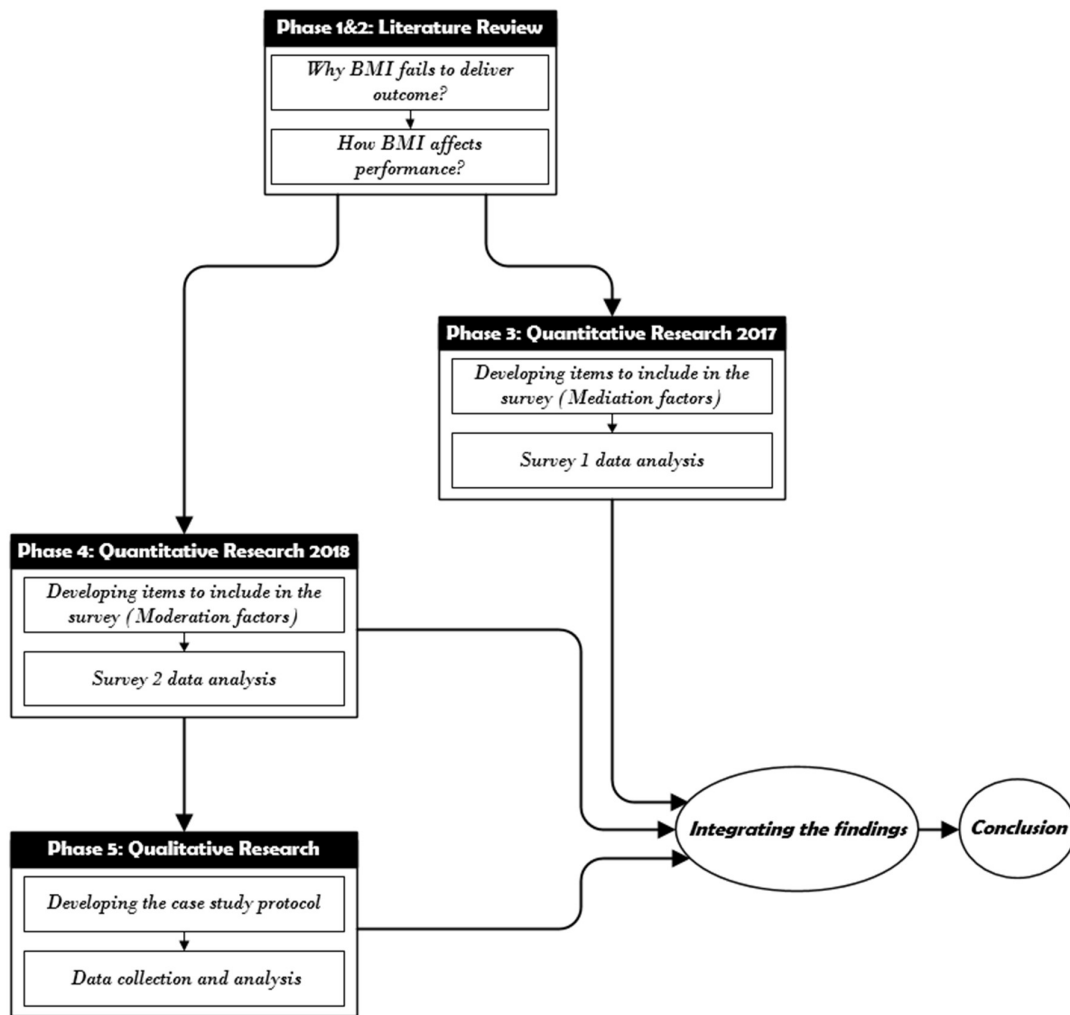 Phase 1&2: Literature Review
Why BMI fails to deliver
outcome?
How BMI affects
performance?
Phase 3: Quantitative Research 2017
Developing items to include in the
survey (Mediation factors)
Survey 1 data analysis
Phase 4: Quantitative Research 2018
Developing items to include in the
survey (Moderation factors)
Survey 2 data analysis
Phase 5: Qualitative Research
Developing the case study protocol
Data collection and analysis
Integrating the findings
Conclusion